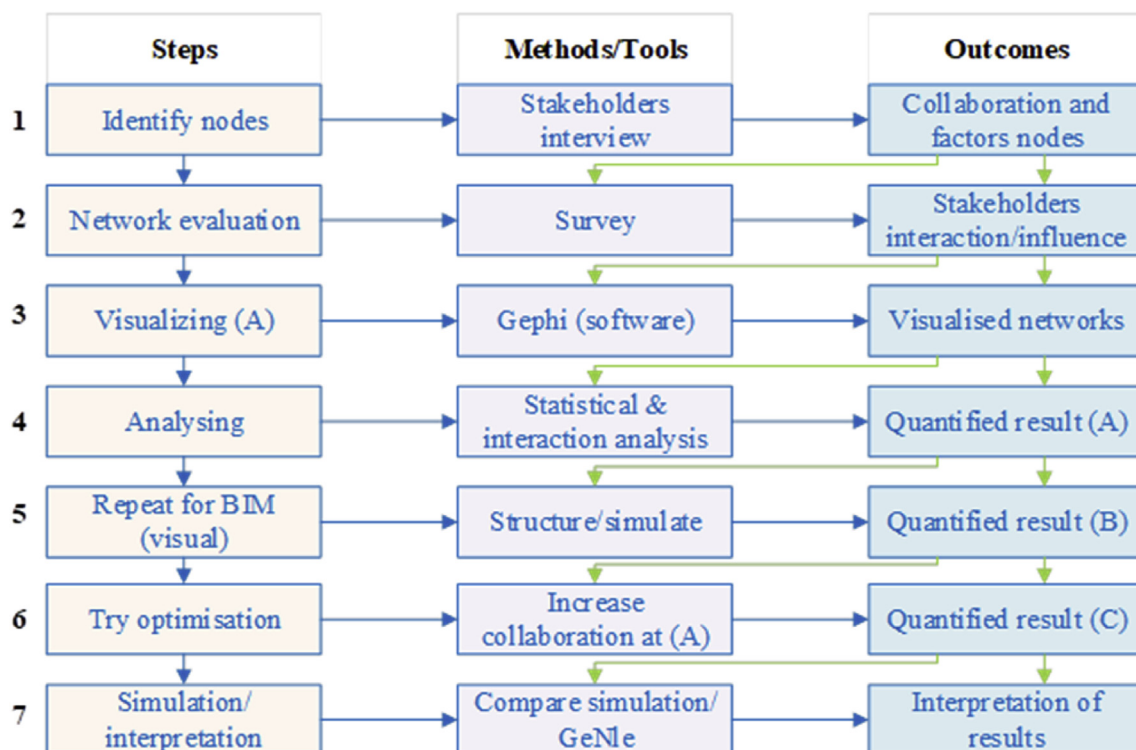 Steps
Methods/Tools
Outcomes
1
Identify nodes
Stakeholders
interview
Collaboration and
factors nodes
2
Network evaluation
Survey
Stakeholders
interaction/influence
3
Visualizing (A)
Gephi (software)
Visualised networks
4
Analysing
Statistical &
interaction analysis
Quantified result (A)
5
Repeat for BIM
(visual)
Structure/simulate
Quantified result (B)
6
Try optimisation
Increase
collaboration at (A)
Quantified result (C)
7
Simulation/
interpretation
Compare simulation/
GeNle
Interpretation of
results